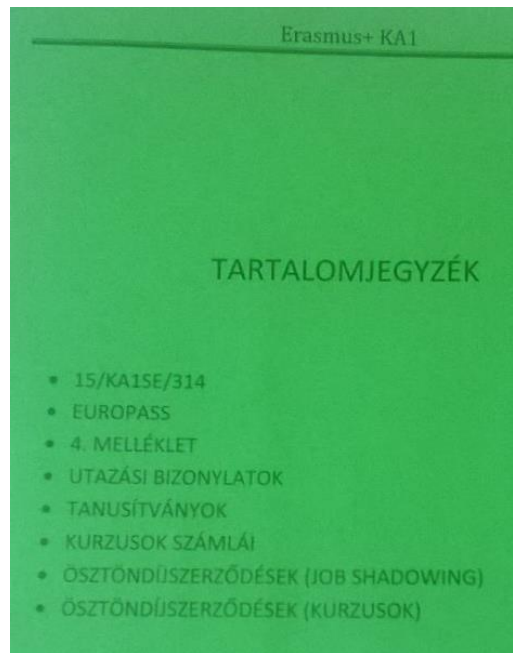 Erasmus+ KA1
TARTALOMJEGYZÉK
• 15/KA1SE/314
• EUROPASS
• 4. MELLÉKLET
• UTAZÁSI BIZONYLATOK
• TANUSÍTVÁNYOK
• KURZUSOK SZÁMLÁI
• ÖSZTÖNDÍJSZERZŐDÉSEK (JOB SHADOWING)
• ÖSZTÖNDÍJSZERZŐDÉSEK (KURZUSOK)